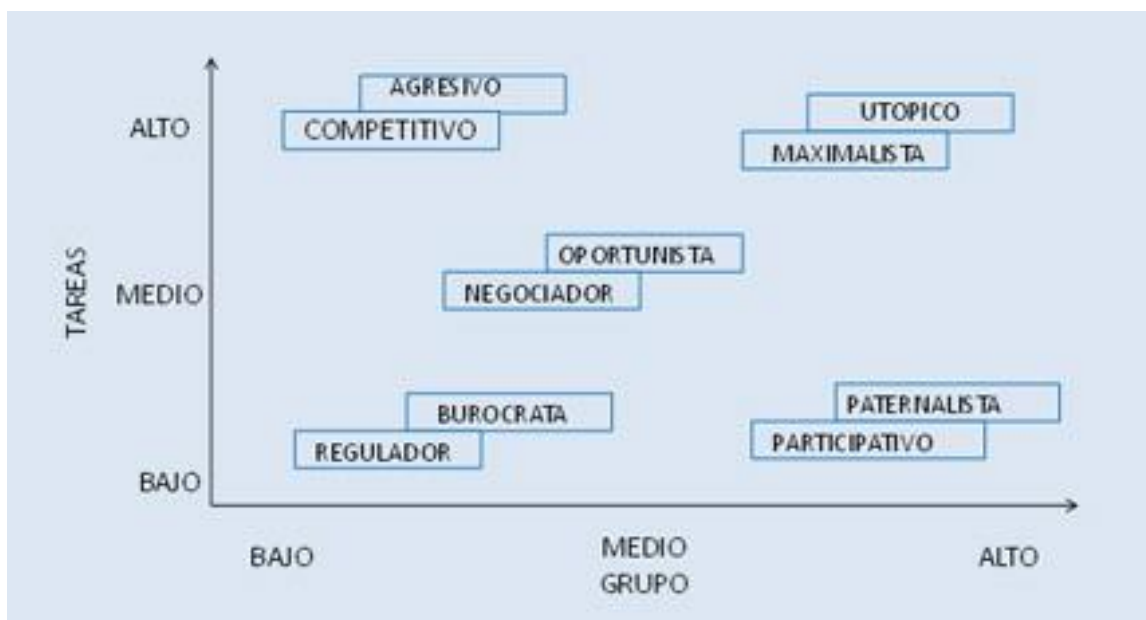 AGRESIVO
COMPETITIVO
ALTO
UTOPICO
MAXIMALISTA
OPORTUNISTA
NEGOCIADOR
MEDIO
TAREAS
BUROCRATA
REGULADOR
BAJO
PATERNALISTA
PARTICIPATIVO
BAJO
MEDIO
GRUPO
ALTO